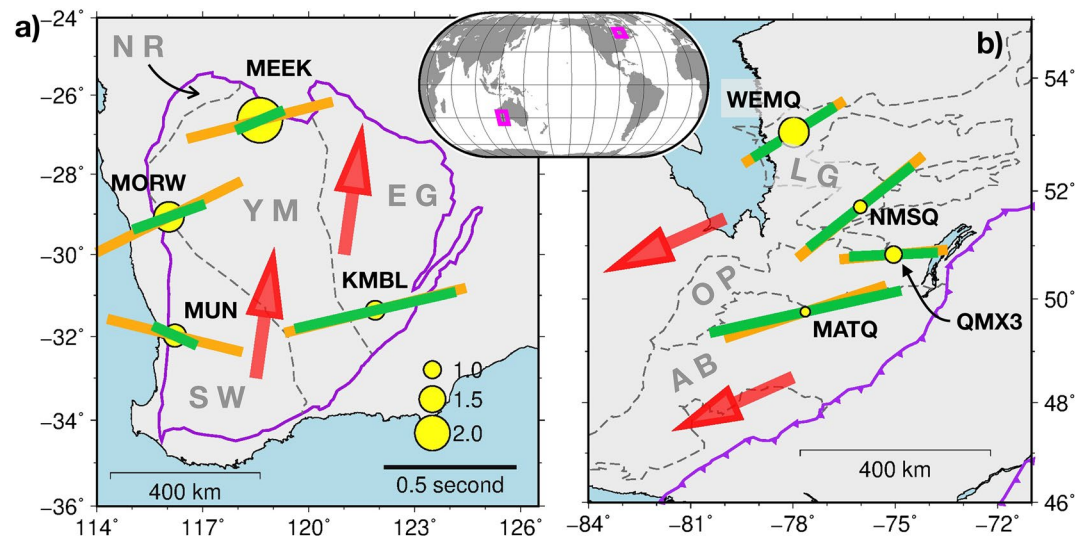 a)
b)
−24°
−26°
−28°
−30°
−32°
−34°
−36°
114°
117°
120°
123°
126°
N R
MEEK
MORW
Y M
E G
KMBL
MUN
S W
1.0
1.5
2.0
400 km
0.5 second
WEMQ
L G
NMSQ
O P
QMX3
MATQ
A B
400 km
54°
52°
50°
48°
46°
−84°
−81°
−78°
−75°
−72°